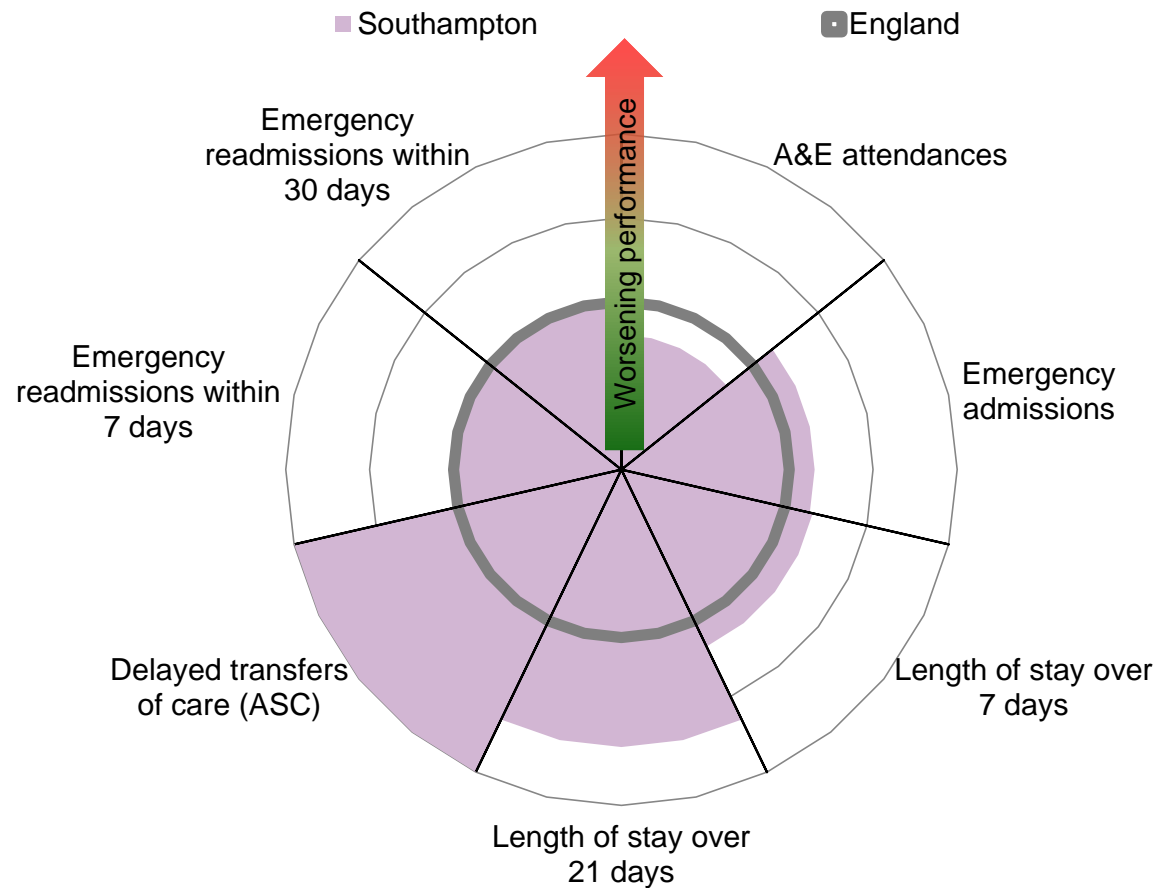 Southampton
England
Worsening performance
Emergency
readmissions within
30 days
A&E attendances
Emergency
readmissions within
7 days
Emergency
admissions
Delayed transfers
of care (ASC)
Length of stay over
7 days
Length of stay over
21 days